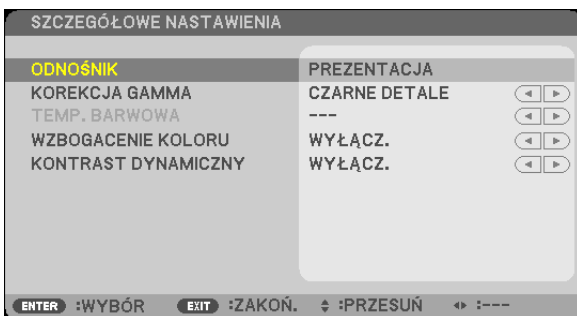 SZCZEGÓŁOWE NASTAWIENIA
ODNOŚNIK PREZENTACJA
KOREKCJA GAMMA CZARNE DETALE
TEMP. BARWOWA ---
WZBOGACENIE KOLORU WYŁĄCZ.
KONTRAST DYNAMICZNY WYŁĄCZ.
ENTER :WYBÓR EXIT :ZAKOŃ. :PRZESUŃ :---